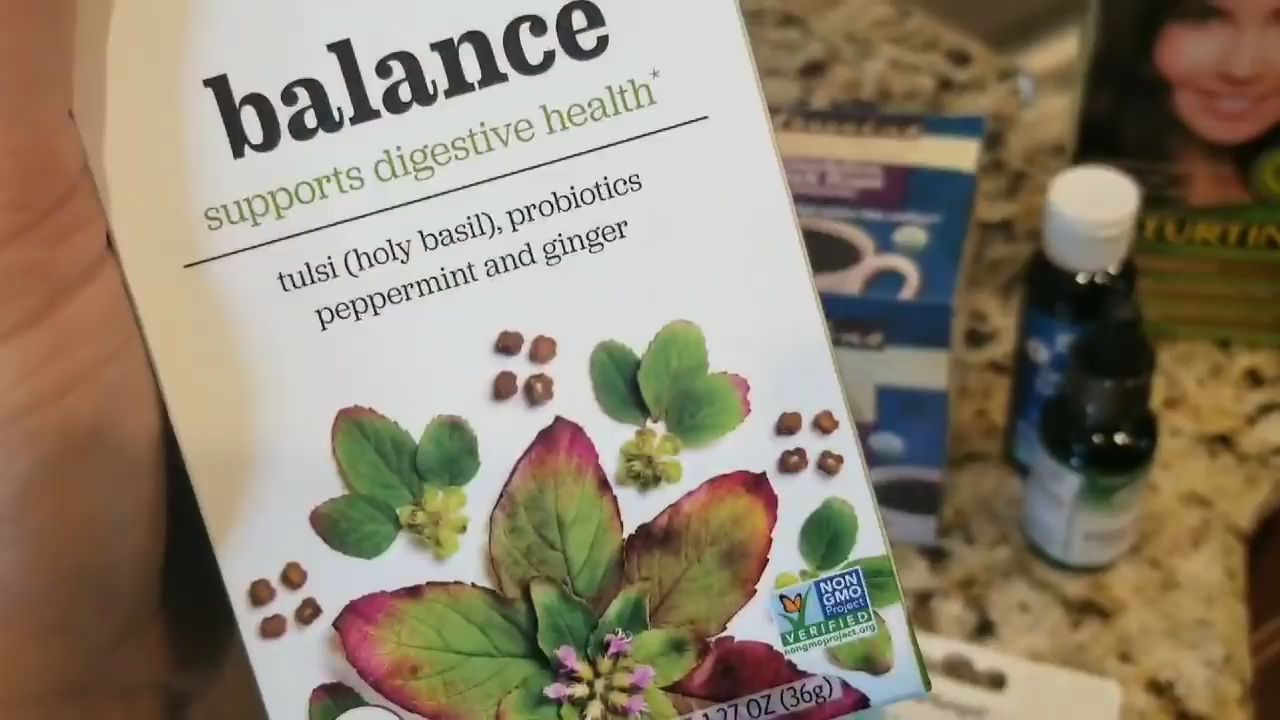 balance
supports digestive health*
tulsi (holy basil), probiotics
peppermint and ginger
NON
GMO
Project
VERIFIED
nongmoproject.org
1.27 OZ (36g)
TURTIN